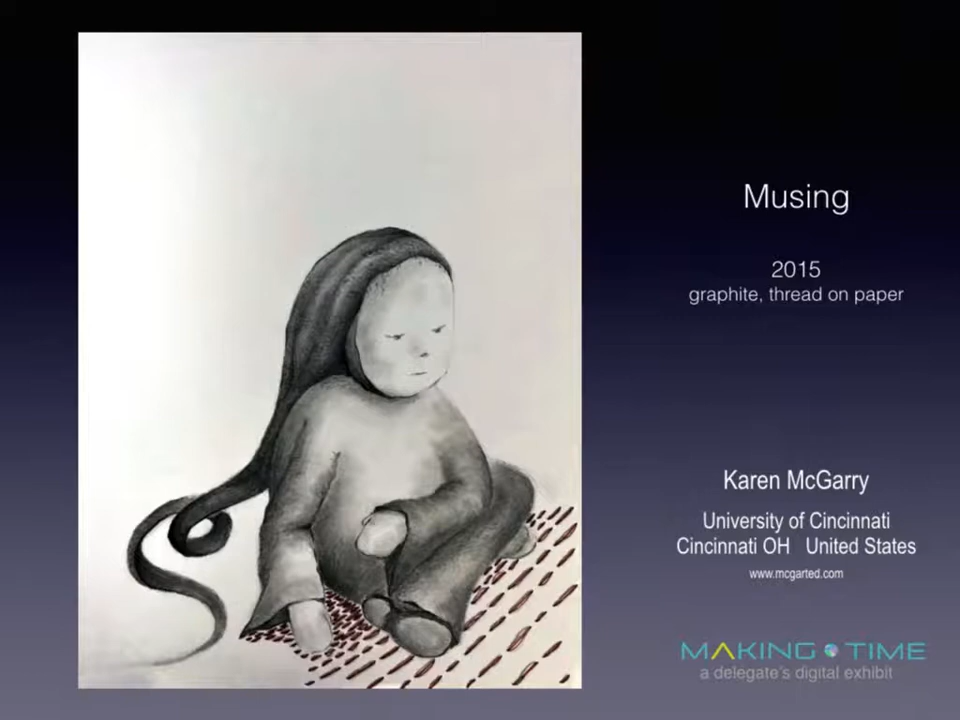 Musing
2015
graphite, thread on paper
Karen McGarry
University of Cincinnati
Cincinnati OH United States
www.mcgarted.com
MAKING TIME
a delegate's digital exhibit